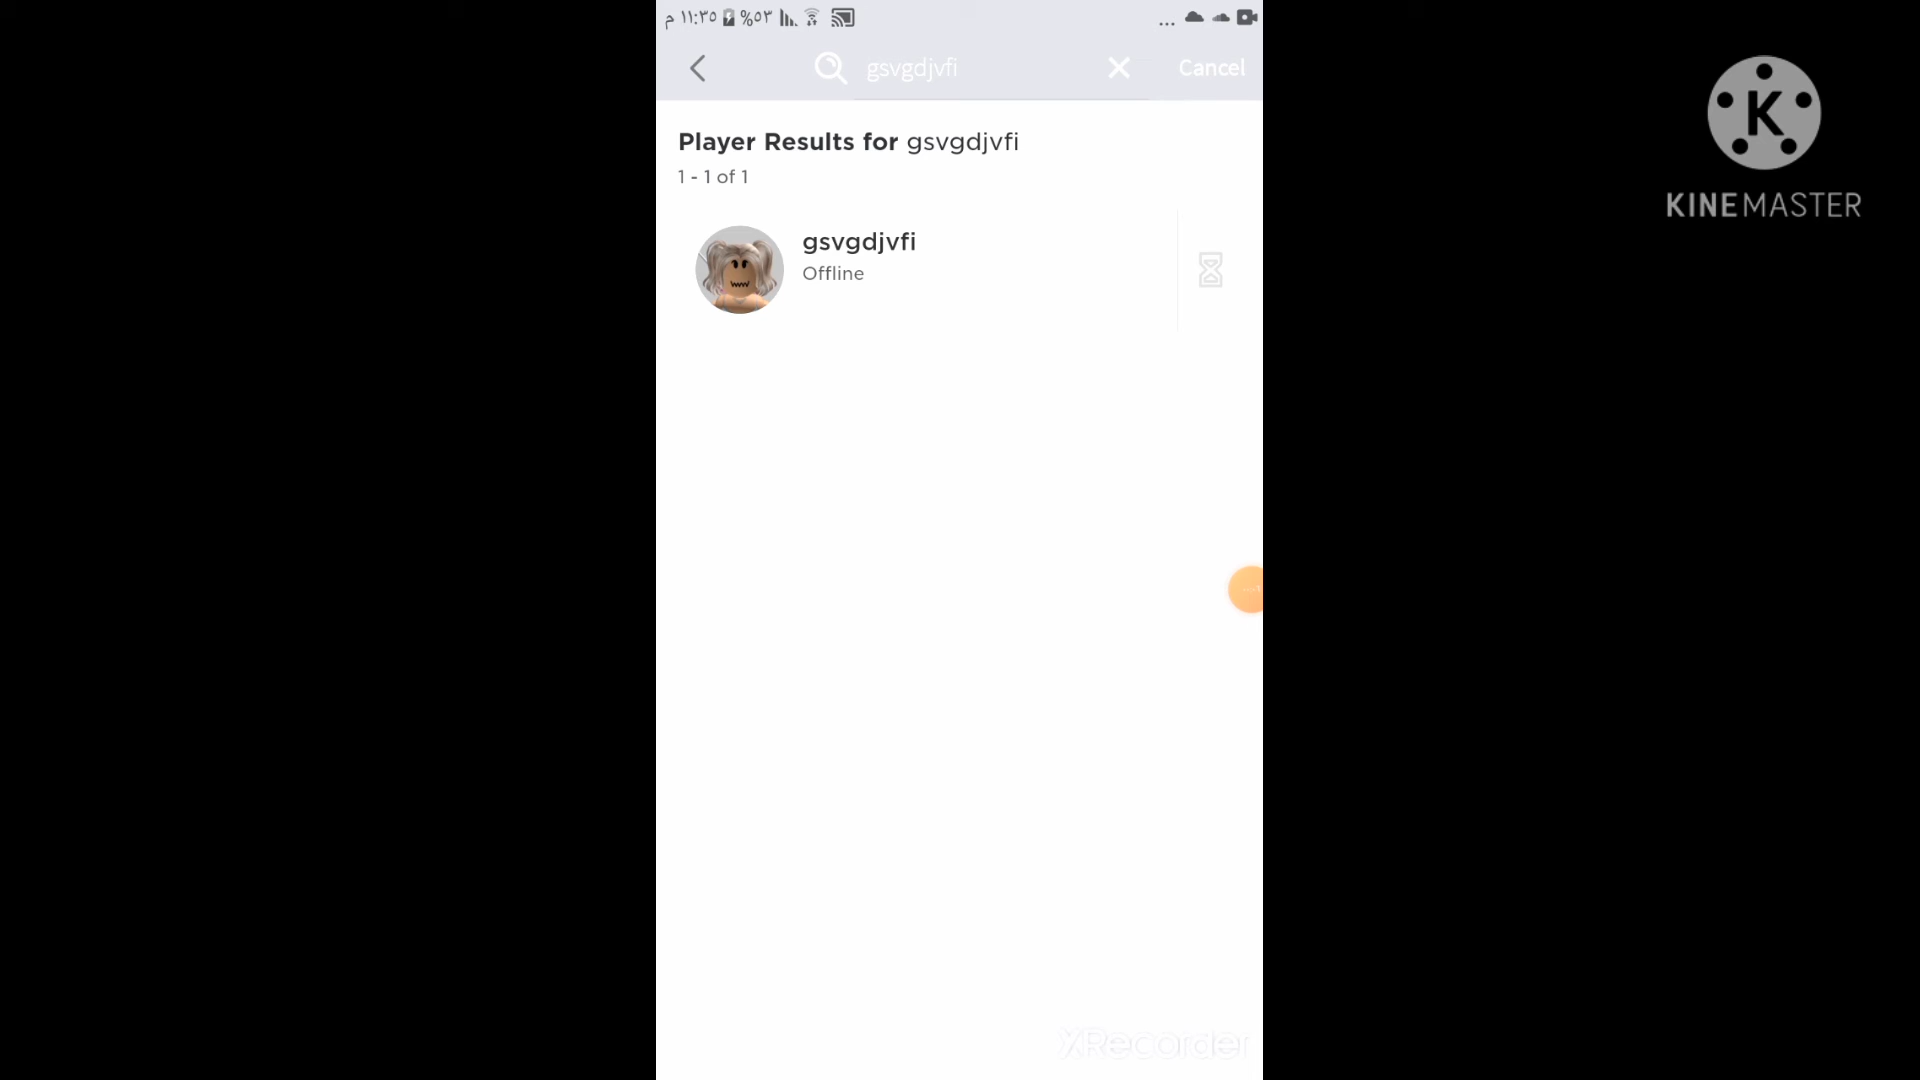 م ١١:٣٥ %٥٣ ...
gsvgdjvfi Cancel
Player Results for gsvgdjvfi
1 - 1 of 1
gsvgdjvfi
Offline
K
KINEMASTER
XRecorder